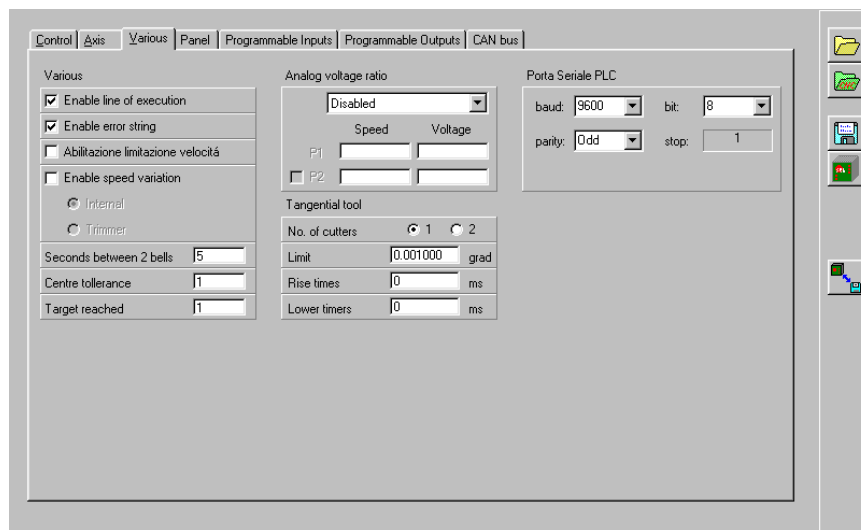 Control Axis Various Panel Programmable Inputs Programmable Outputs CAN bus
Various
Enable line of execution
Enable error string
Abilitazione limitazione velocitá
Enable speed variation
Internal
Trimmer
Seconds between 2 bells 5
Centre tollerance 1
Target reached 1
Analog voltage ratio
Disabled
Speed Voltage
P1
P2
Tangential tool
No. of cutters 1 2
Limit 0.001000 grad
Rise times 0 ms
Lower timers 0 ms
Porta Seriale PLC
baud: 9600 bit: 8
parity: Odd stop: 1